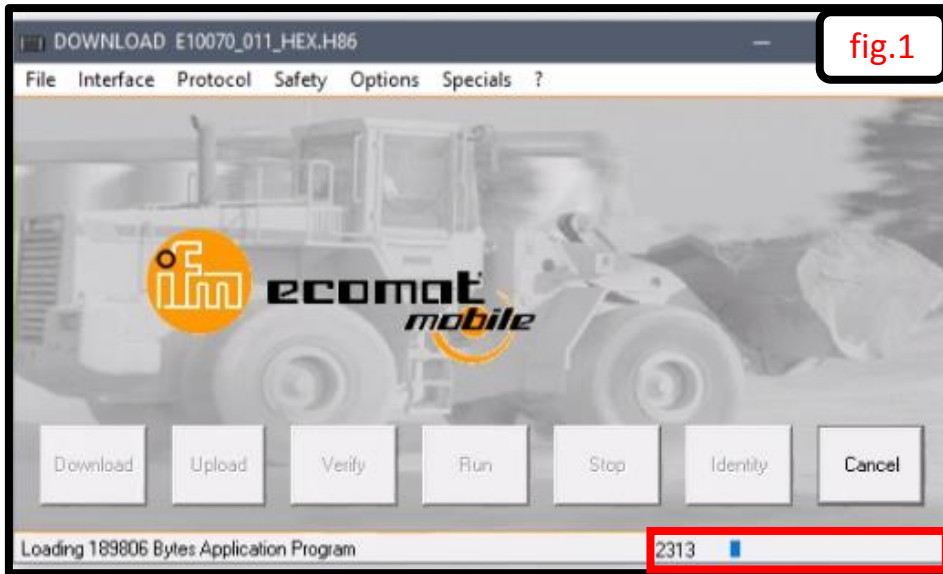 DOWNLOAD E10070_011_HEX.H86
fig.1
File Interface Protocol Safety Options Specials ?
ifm ecomat
mobile
Download Upload Verify Run Stop Identity Cancel
Loading 189806 Bytes Application Program 2313